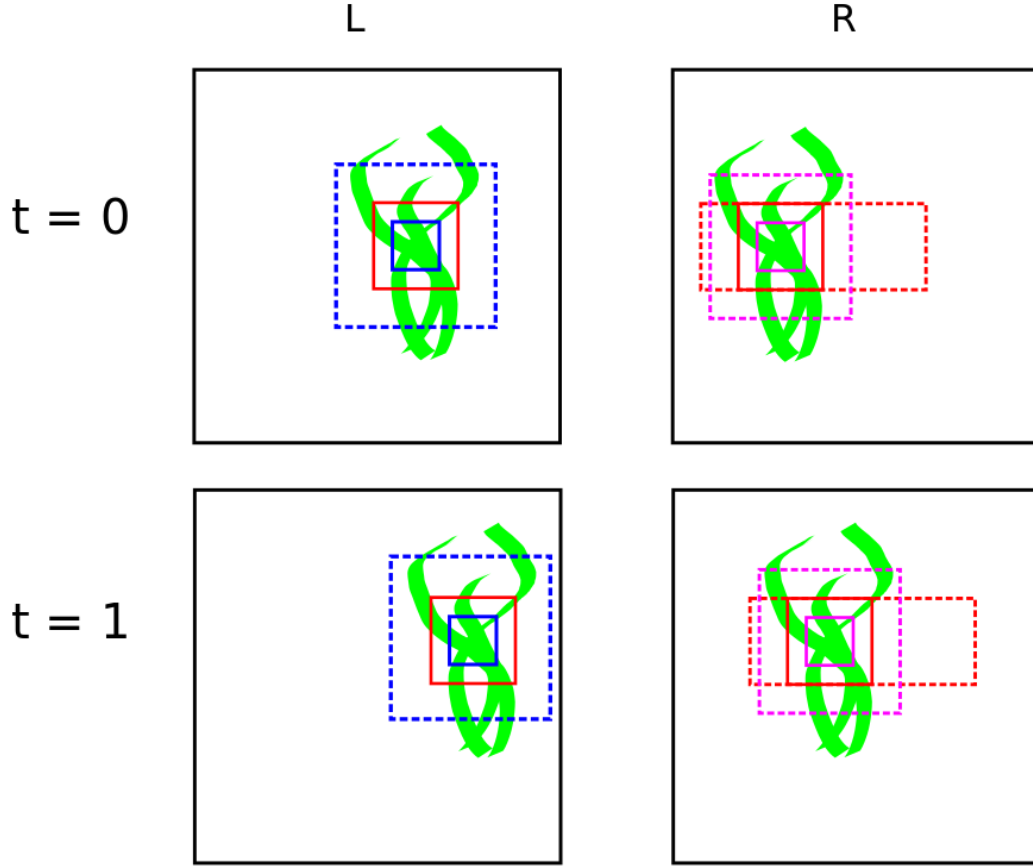 L
R
t = 0
t = 1